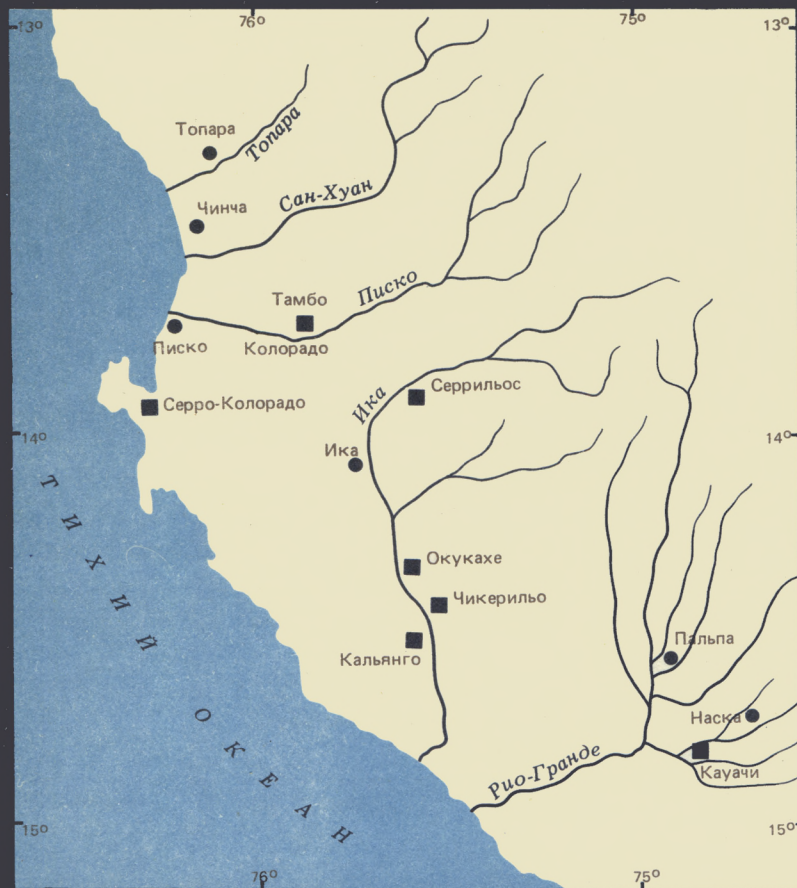 76° 75°
13° 13°
Топара
Топара
Сан-Хуан
Чинча
Писко
Тамбо
Колорадо
Писко
Серро-Колорадо
Ика
Серрильос
14° 14°
Ика
ТИХИЙ ОКЕАН
Окукахе
Чикерильо
Кальянго
Пальпа
Наска
Кауачи
Рио-Гранде
15° 15°
76° 75°